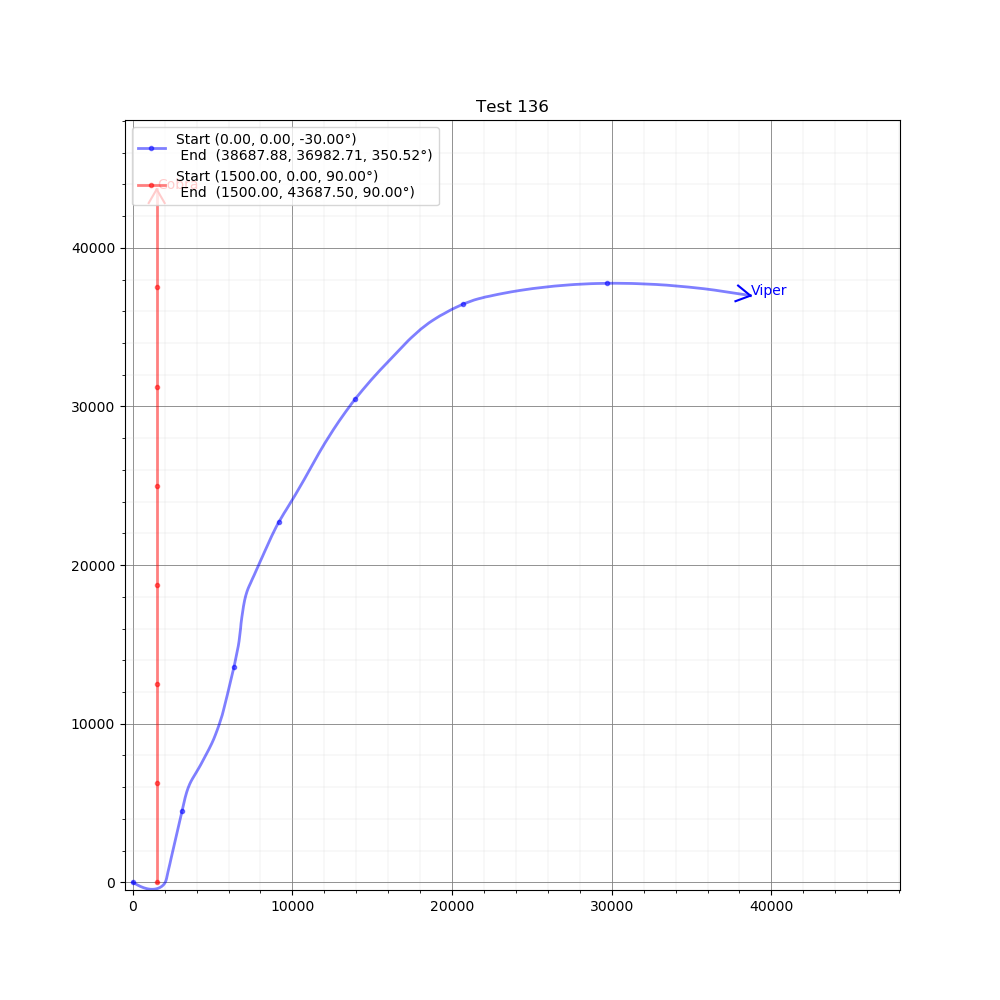 Test 136
Start (0.00, 0.00, -30.00°)
End  (38687.88, 36982.71, 350.52°)
Start (1500.00, 0.00, 90.00°)
End  (1500.00, 43687.50, 90.00°)
Viper
40000
30000
20000
10000
0
0 10000 20000 30000 40000